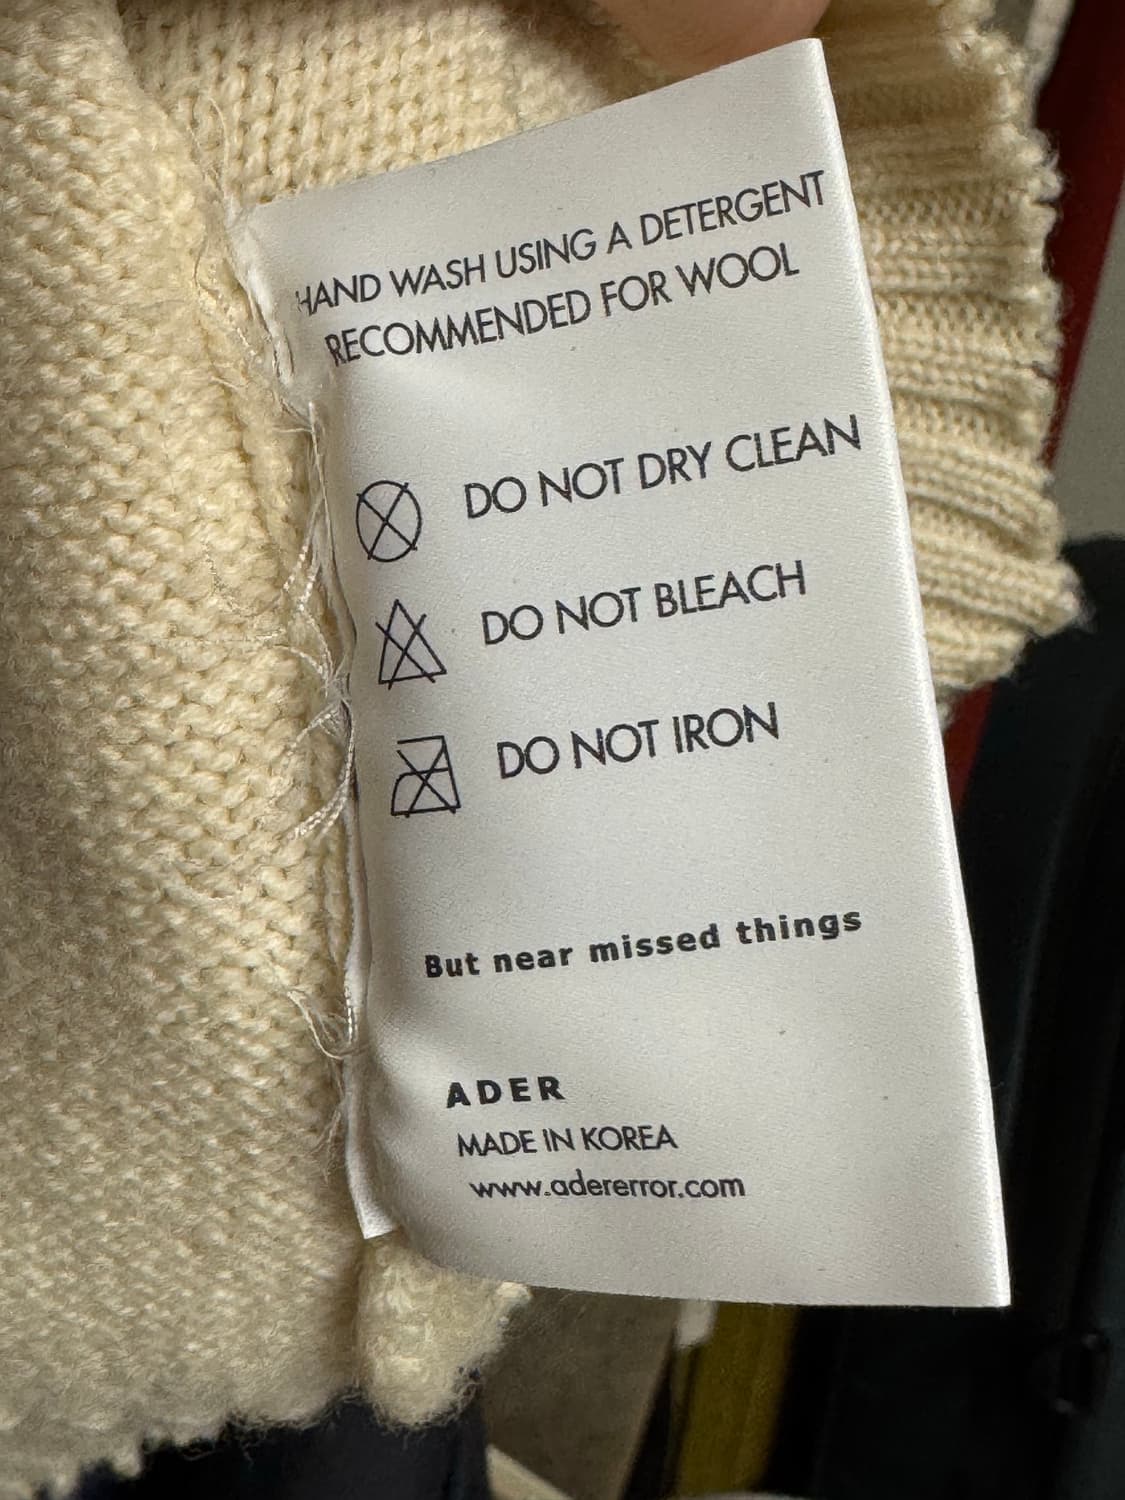 HAND WASH USING A DETERGENT
RECOMMENDED FOR WOOL
DO NOT DRY CLEAN
DO NOT BLEACH
DO NOT IRON
But near missed things
ADER
MADE IN KOREA
www.adererror.com